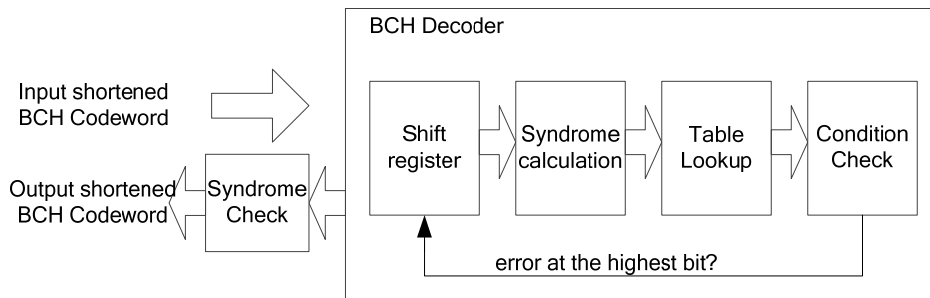 BCH Decoder
Input shortened
BCH Codeword
Shift
register
Syndrome
calculation
Table
Lookup
Condition
Check
Output shortened
BCH Codeword
Syndrome
Check
error at the highest bit?